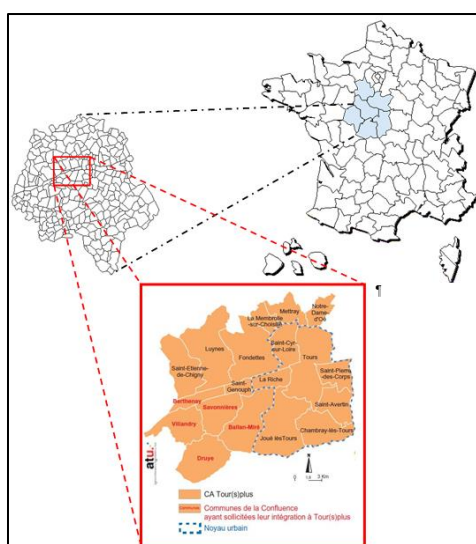 ¶
Mettray
Notre-
Dame-
d'Oé
La Membrolle
-sur-Choisille
Saint-Cyr
-sur-Loire
Luynes
Tours
Fondettes
Saint-Etienne-
de-Chigny
Saint-Pierre
-des-Corps
Saint-
Genouph
La Riche
Berthenay
Savonnières
Saint-Avertin
Villandry
Ballan-Miré
Chambray-lès-Tours
Joué lèsTours
Druye
atu.
CA Tour(s)plus
Communes de la Confluence
ayant sollicitées leur intégration à Tour(s)plus
Noyau urbain